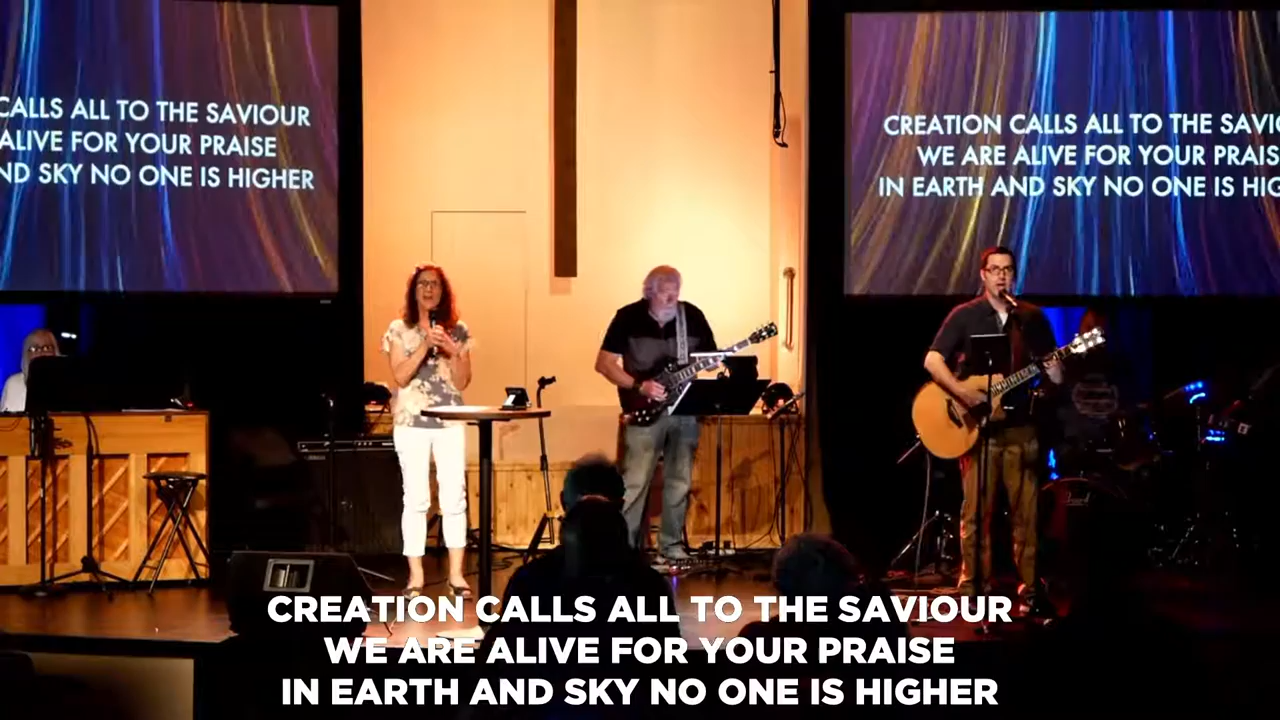 CALLS ALL TO THE SAVIOUR
ALIVE FOR YOUR PRAISE
ND SKY NO ONE IS HIGHER
CREATION CALLS ALL TO THE SAVIO
WE ARE ALIVE FOR YOUR PRAIS
IN EARTH AND SKY NO ONE IS HIG
CREATION CALLS ALL TO THE SAVIOUR
WE ARE ALIVE FOR YOUR PRAISE
IN EARTH AND SKY NO ONE IS HIGHER